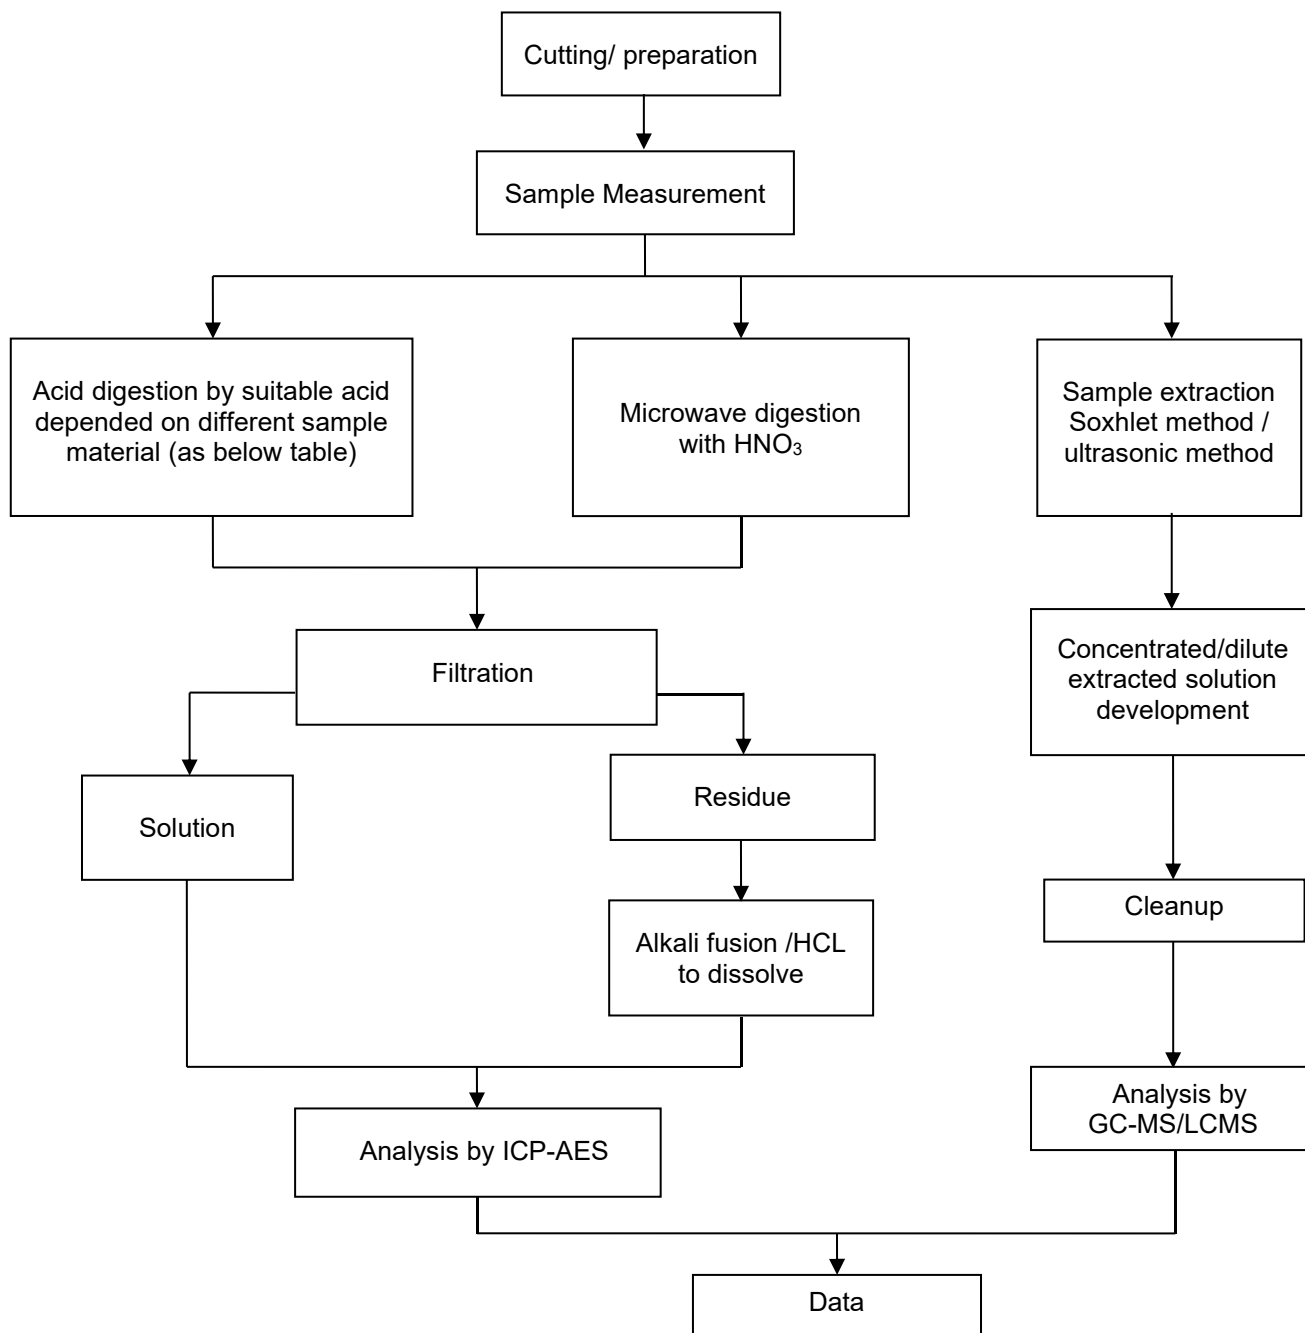 Cutting/ preparation
Sample Measurement
Acid digestion by suitable acid
depended on different sample
material (as below table)
Microwave digestion
with HNO₃
Sample extraction
Soxhlet method /
ultrasonic method
Filtration
Concentrated/dilute
extracted solution
development
Solution
Residue
Cleanup
Alkali fusion /HCL
to dissolve
Analysis by ICP-AES
Analysis by
GC-MS/LCMS
Data